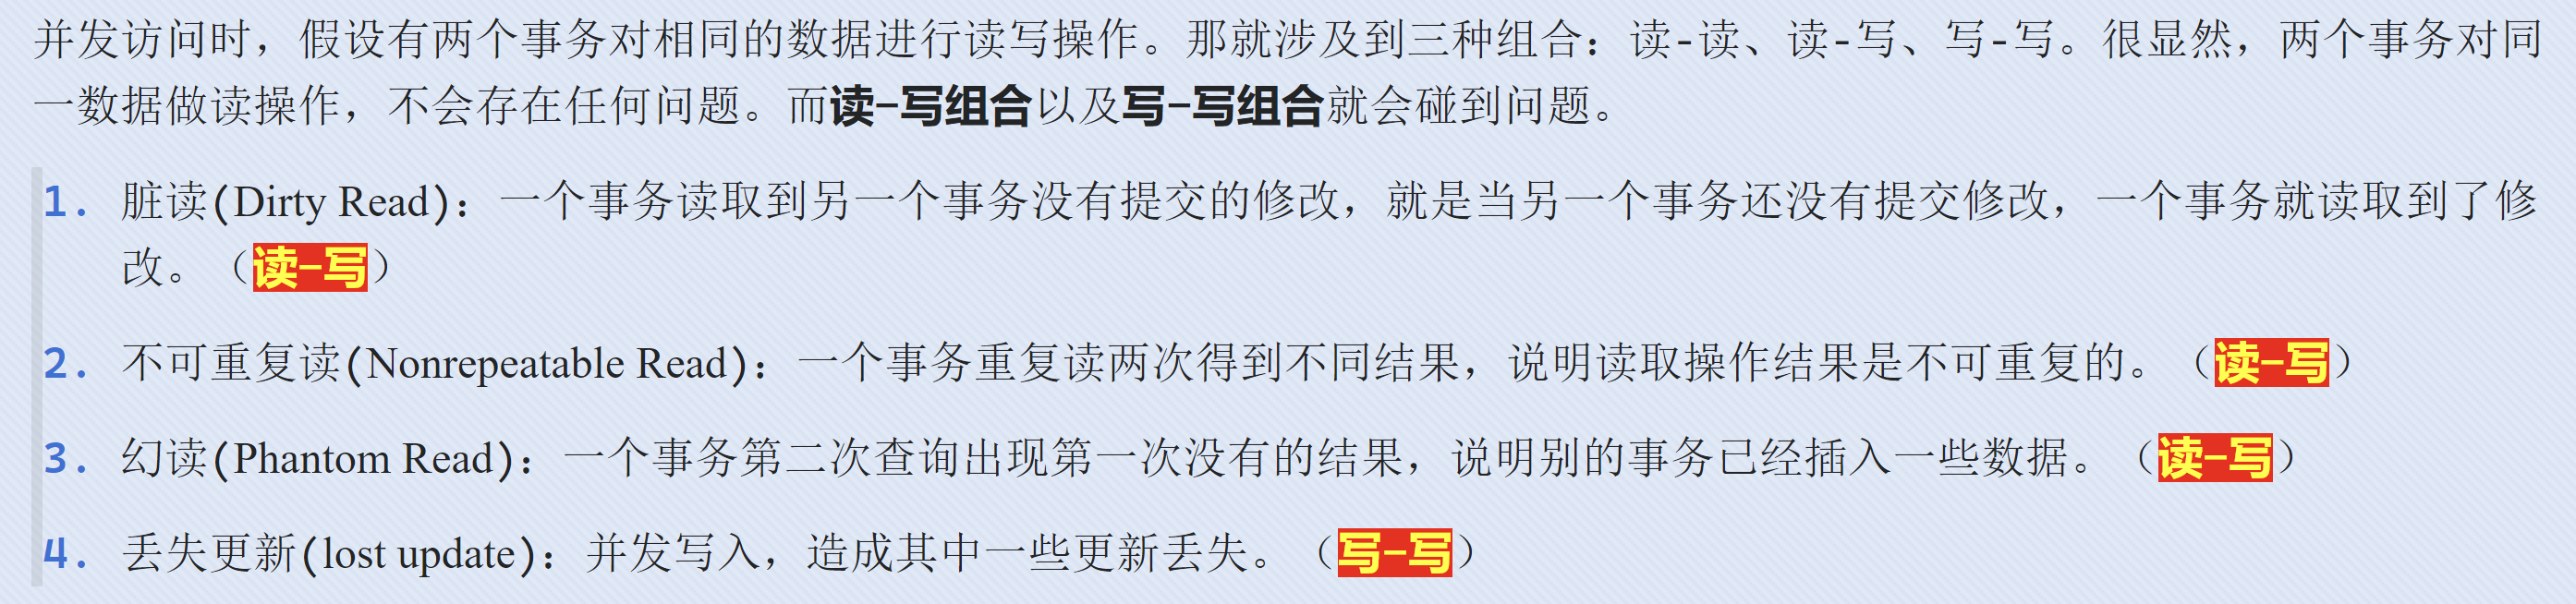 并发访问时，假设有两个事务对相同的数据进行读写操作。那就涉及到三种组合：读-读、读-写、写-写。很显然，两个事务对同
一数据做读操作，不会存在任何问题。而读-写组合以及写-写组合就会碰到问题。
1. 脏读(Dirty Read)：一个事务读取到另一个事务没有提交的修改，就是当另一个事务还没有提交修改，一个事务就读取到了修
改。（读-写）
2. 不可重复读(Nonrepeatable Read)：一个事务重复读两次得到不同结果，说明读取操作结果是不可重复的。（读-写）
3. 幻读(Phantom Read)：一个事务第二次查询出现第一次没有的结果，说明别的事务已经插入一些数据。（读-写）
4. 丢失更新(lost update)：并发写入，造成其中一些更新丢失。（写-写）